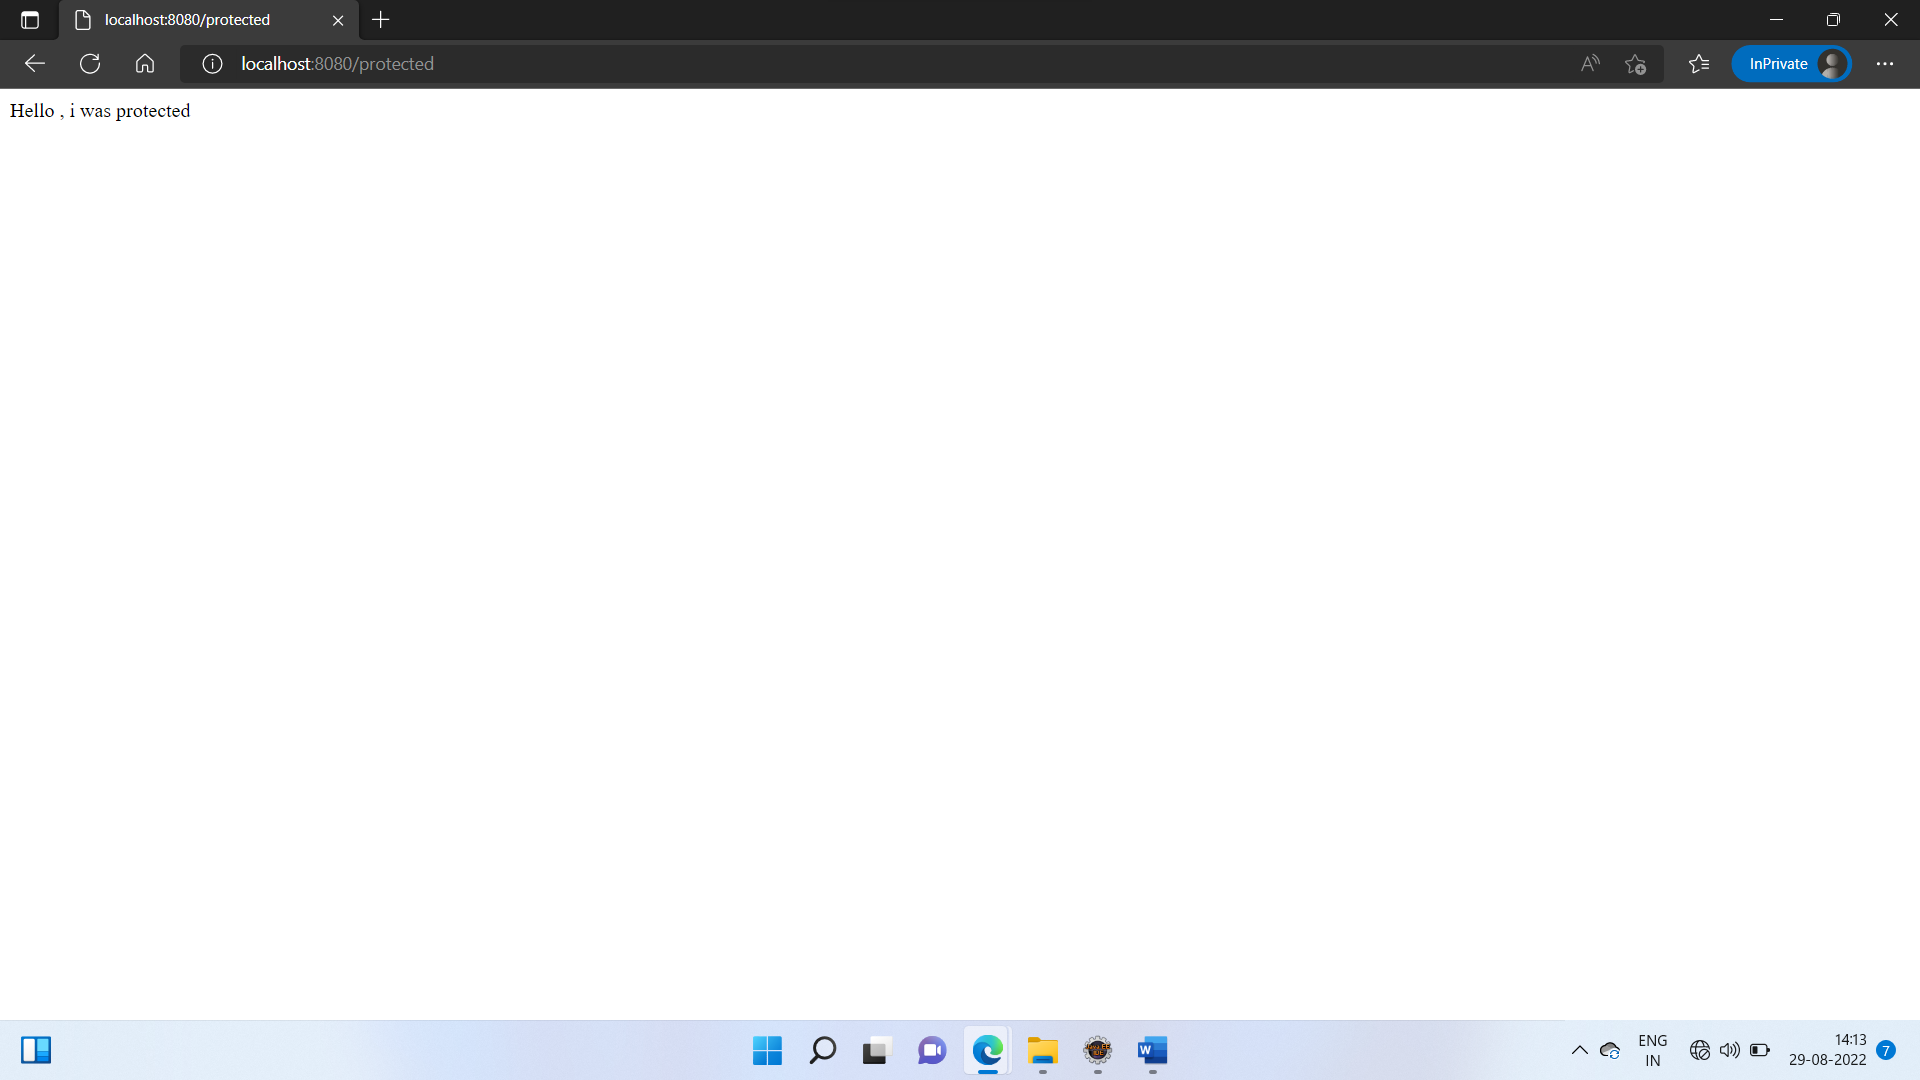 localhost:8080/protected
localhost:8080/protected
InPrivate
Hello , i was protected
ENG
IN
14:13
29-08-2022
7